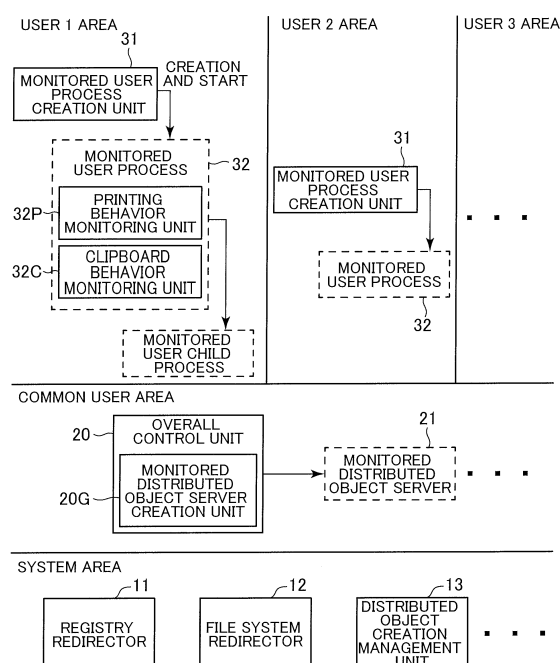 USER 1 AREA
31
MONITORED USER
PROCESS
CREATION UNIT
CREATION
AND START
MONITORED
USER PROCESS
32
32P
PRINTING
BEHAVIOR
MONITORING UNIT
32C
CLIPBOARD
BEHAVIOR
MONITORING UNIT
MONITORED
USER CHILD
PROCESS
USER 2 AREA
31
MONITORED USER
PROCESS
CREATION UNIT
MONITORED
USER PROCESS
32
USER 3 AREA
COMMON USER AREA
20
OVERALL
CONTROL UNIT
20G
MONITORED
DISTRIBUTED
OBJECT SERVER
CREATION UNIT
21
MONITORED
DISTRIBUTED
OBJECT SERVER
SYSTEM AREA
11
REGISTRY
REDIRECTOR
12
FILE SYSTEM
REDIRECTOR
13
DISTRIBUTED
OBJECT
CREATION
MANAGEMENT
UNIT